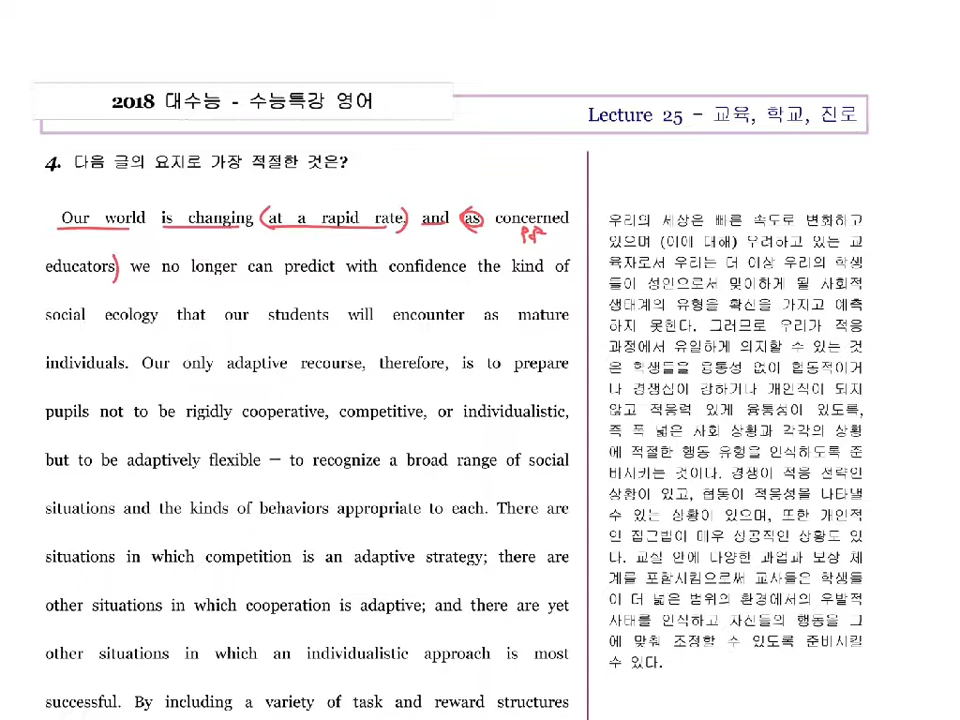 2018 대수능 - 수능특강 영어
Lecture 25 - 교육, 학교, 진로
4. 다음 글의 요지로 가장 적절한 것은?
Our world is changing at a rapid rate, and as concerned
PP
educators, we no longer can predict with confidence the kind of
social ecology that our students will encounter as mature
individuals. Our only adaptive recourse, therefore, is to prepare
pupils not to be rigidly cooperative, competitive, or individualistic,
but to be adaptively flexible — to recognize a broad range of social
situations and the kinds of behaviors appropriate to each. There are
situations in which competition is an adaptive strategy; there are
other situations in which cooperation is adaptive; and there are yet
other situations in which an individualistic approach is most
successful. By including a variety of task and reward structures
우리의 세상은 빠른 속도로 변화하고
있으며 (이에 대해) 우려하고 있는 교
육자로서 우리는 더 이상 우리의 학생
들이 성인으로서 맞이하게 될 사회적
생태계의 유형을 확신을 가지고 예측
하지 못한다. 그러므로 우리가 적응
과정에서 유일하게 의지할 수 있는 것
은 학생들을 융통성 없이 협동적이거
나 경쟁심이 강하거나 개인적이 되지
않고 적응력 있게 융통성이 있도록,
즉 폭 넓은 사회 상황과 각각의 상황
에 적절한 행동 유형을 인식하도록 준
비시키는 것이다. 경쟁이 적응 전략인
상황이 있고, 협동이 적응성을 나타낼
수 있는 상황이 있으며, 또한 개인적
인 접근법이 매우 성공적인 상황도 있
다. 교실 안에 다양한 과업과 보상 체
계를 포함시킴으로써 교사들은 학생들
이 더 넓은 범위의 환경에서의 우발적
사태를 인식하고 자신들의 행동을 그
에 맞춰 조정할 수 있도록 준비시킬
수 있다.